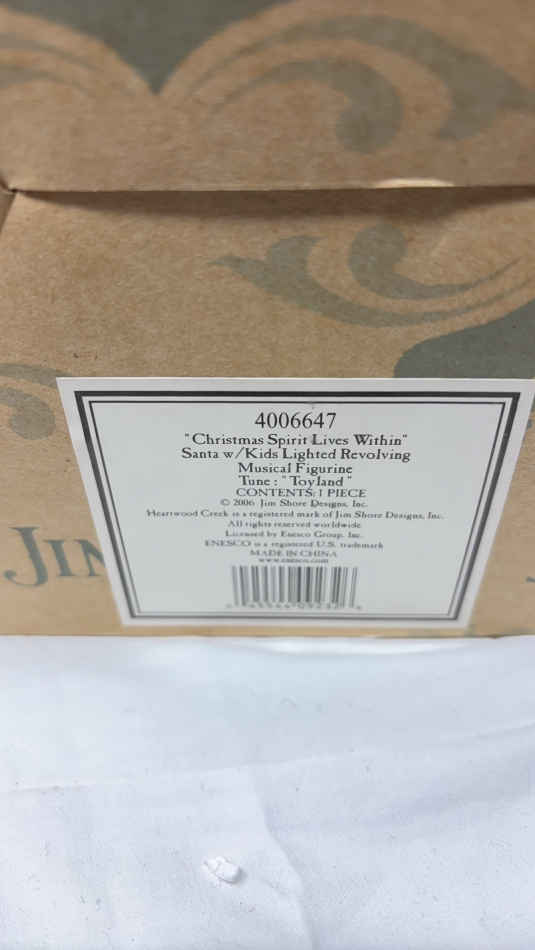 4006647
"Christmas Spirit Lives Within"
Santa w/Kids Lighted Revolving
Musical Figurine
Tune : "Toyland"
CONTENTS: 1 PIECE
© 2006 Jim Shore Designs, Inc.
Heartwood Creek is a registered mark of Jim Shore Designs, Inc.
All rights reserved worldwide
Licensed by Enesco Group, Inc.
ENESCO is a registered U.S. trademark
MADE IN CHINA
WWW.ENESCO.COM
JIM